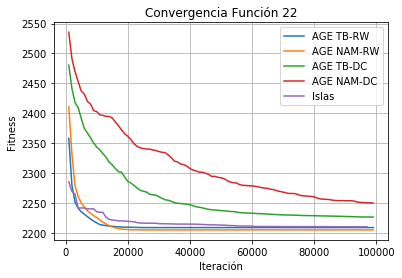 Convergencia Función 22
2550
2500
2450
2400
2350
2300
2250
2200
Fitness
AGE TB-RW
AGE NAM-RW
AGE TB-DC
AGE NAM-DC
Islas
0 20000 40000 60000 80000 100000
Iteración